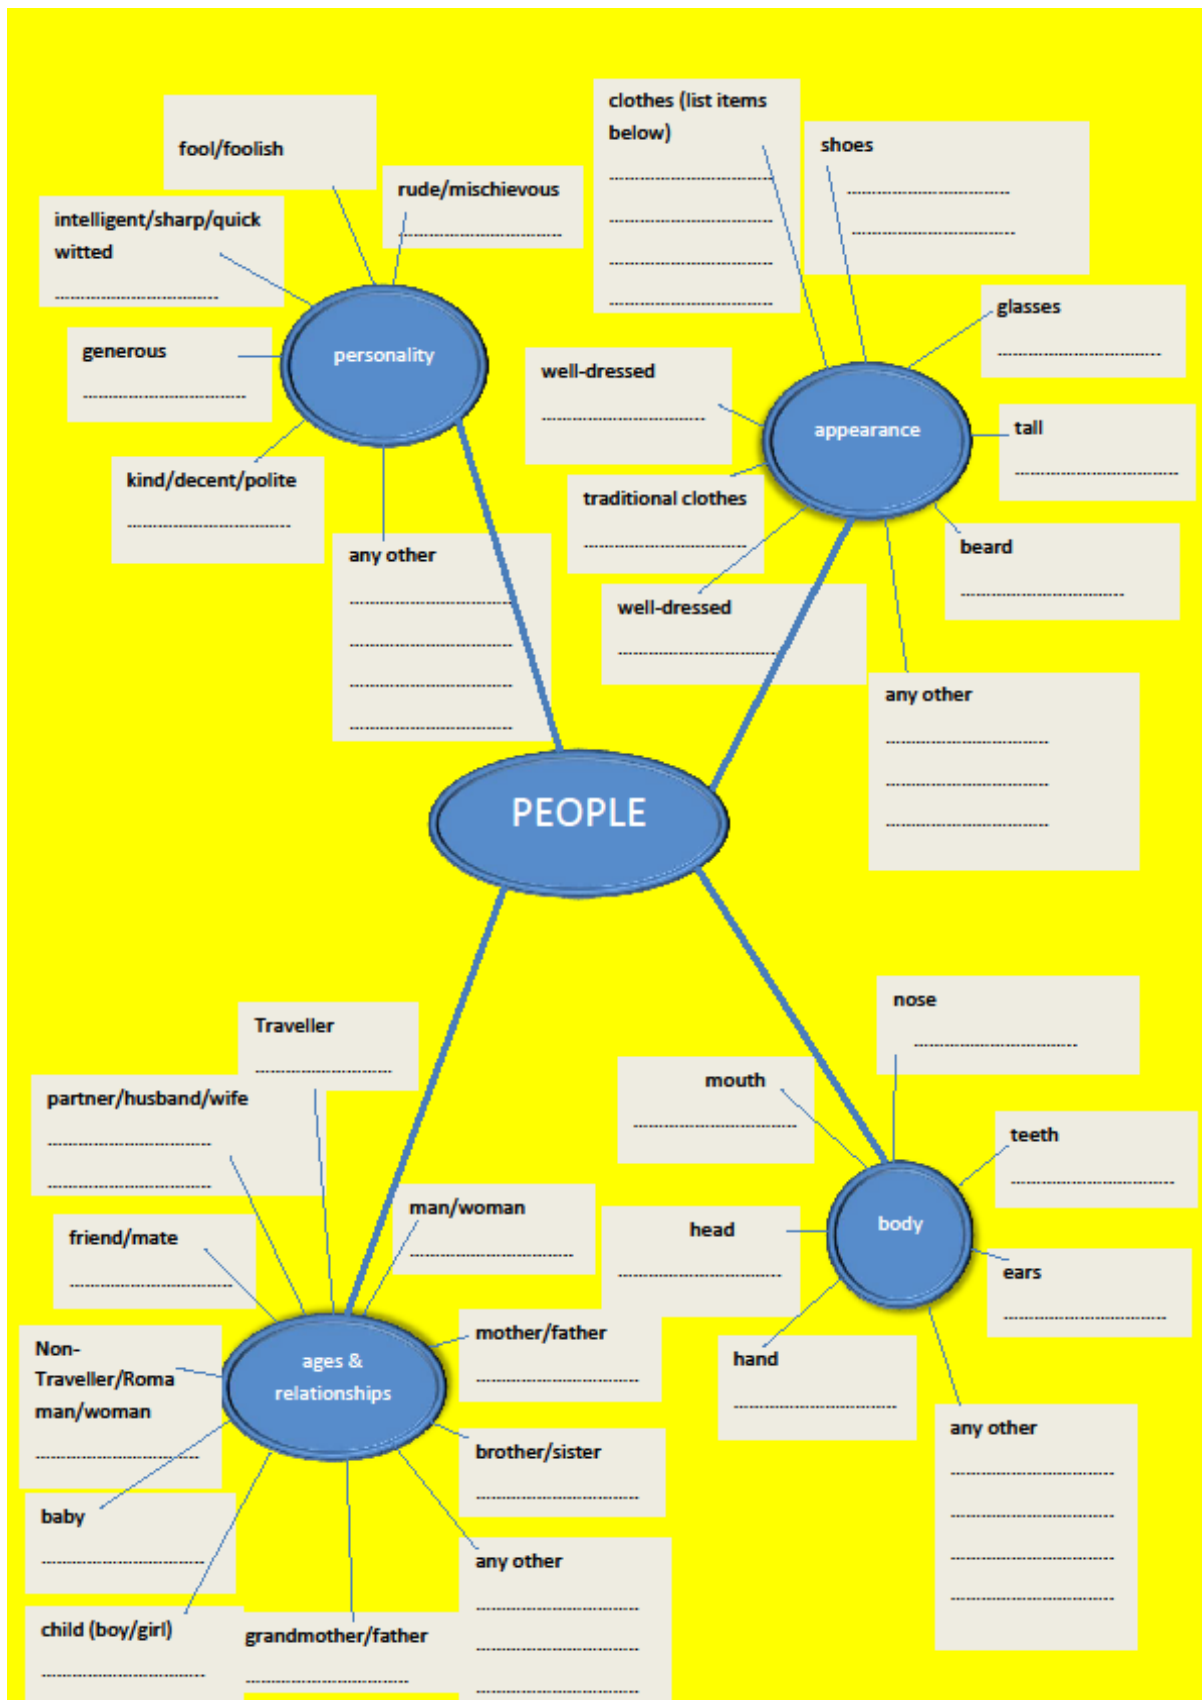 fool/foolish
rude/mischievous
intelligent/sharp/quick
witted
generous
kind/decent/polite
any other
personality
clothes (list items
below)
shoes
glasses
well-dressed
tall
traditional clothes
beard
well-dressed
any other
appearance
PEOPLE
Traveller
partner/husband/wife
man/woman
friend/mate
mother/father
Non-
Traveller/Roma
man/woman
brother/sister
baby
any other
child (boy/girl)
grandmother/father
ages &
relationships
nose
mouth
teeth
head
ears
hand
any other
body